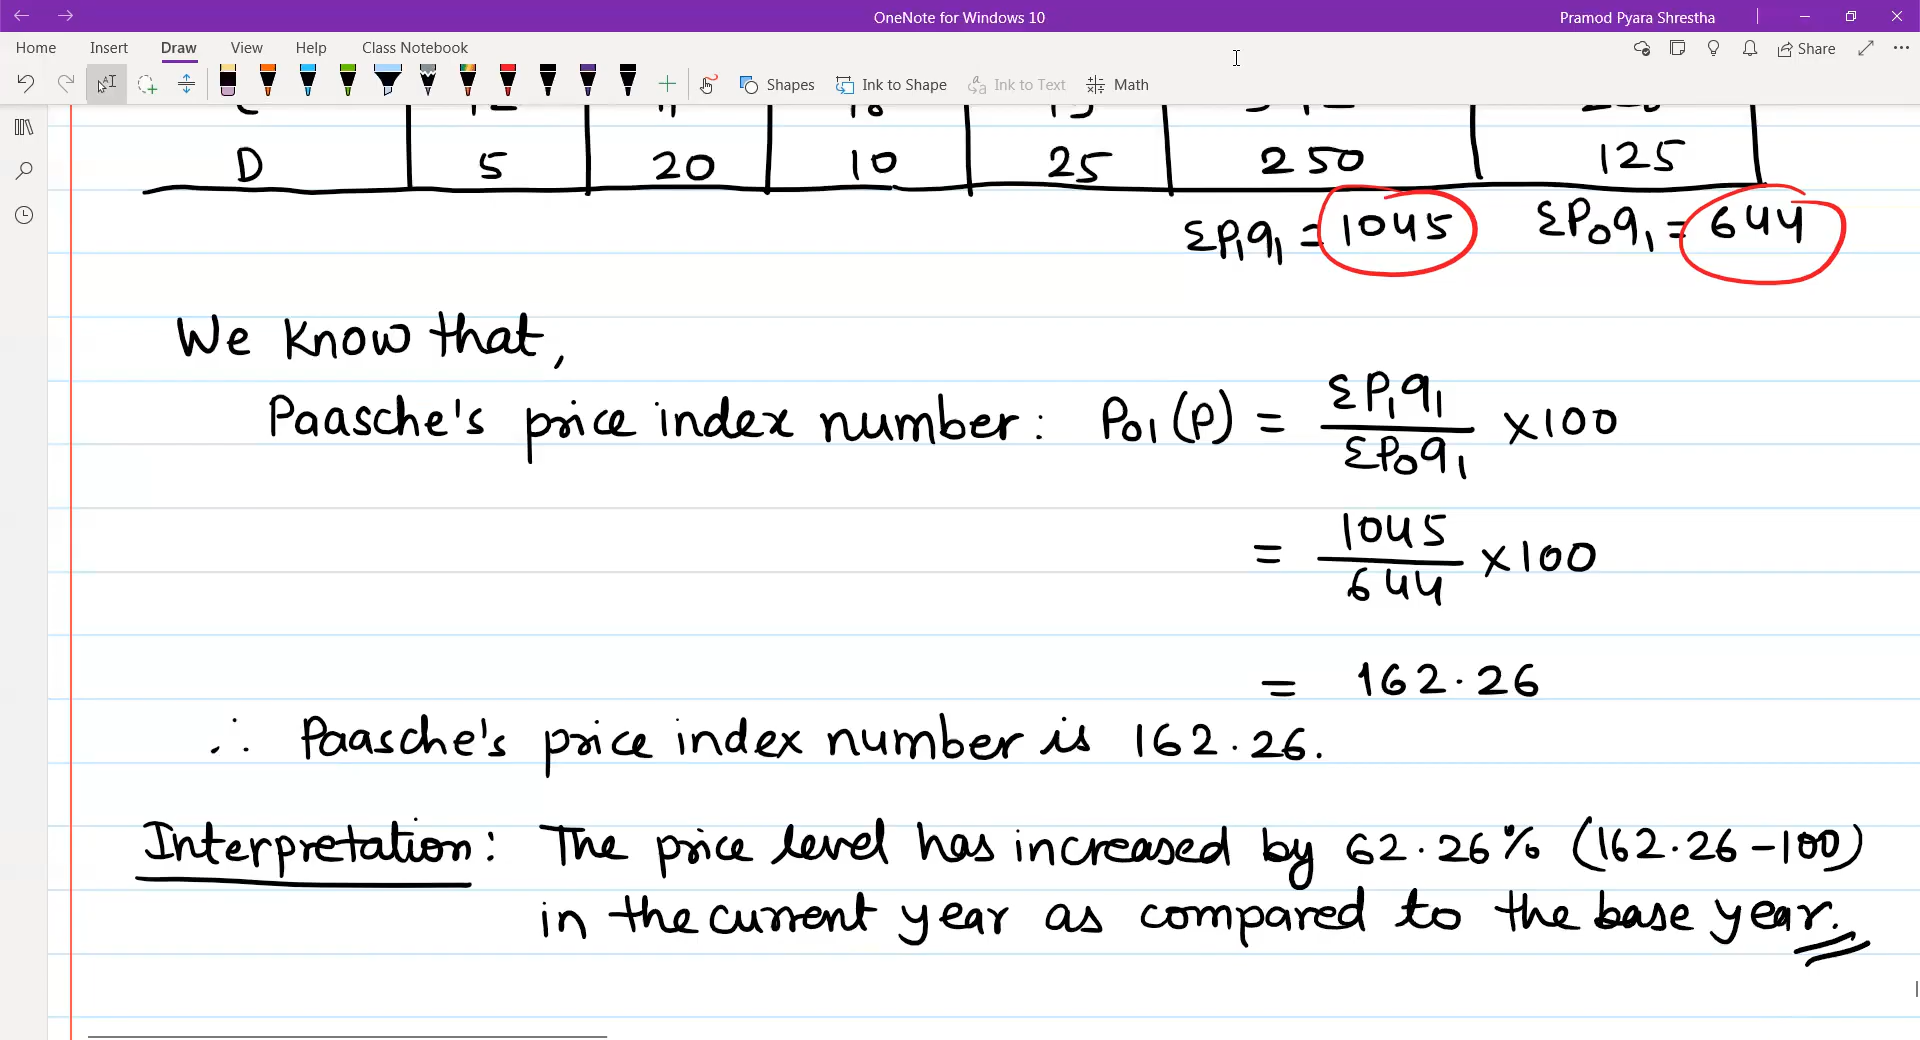 OneNote for Windows 10
Pramod Pyara Shrestha
Home Insert Draw View Help Class Notebook
Share
Shapes Ink to Shape Ink to Text Math
D 5 20 10 25 250 125
ΣP₁q₁ = 1045 ΣP₀q₁ = 644
We know that,
Paasche's price index number: P₀₁(P) = ΣP₁q₁ / ΣP₀q₁ ×100
= 1045 / 644 ×100
= 162.26
∴ Paasche's price index number is 162.26.
Interpretation: The price level has increased by 62.26% (162.26-100)
in the current year as compared to the base year.